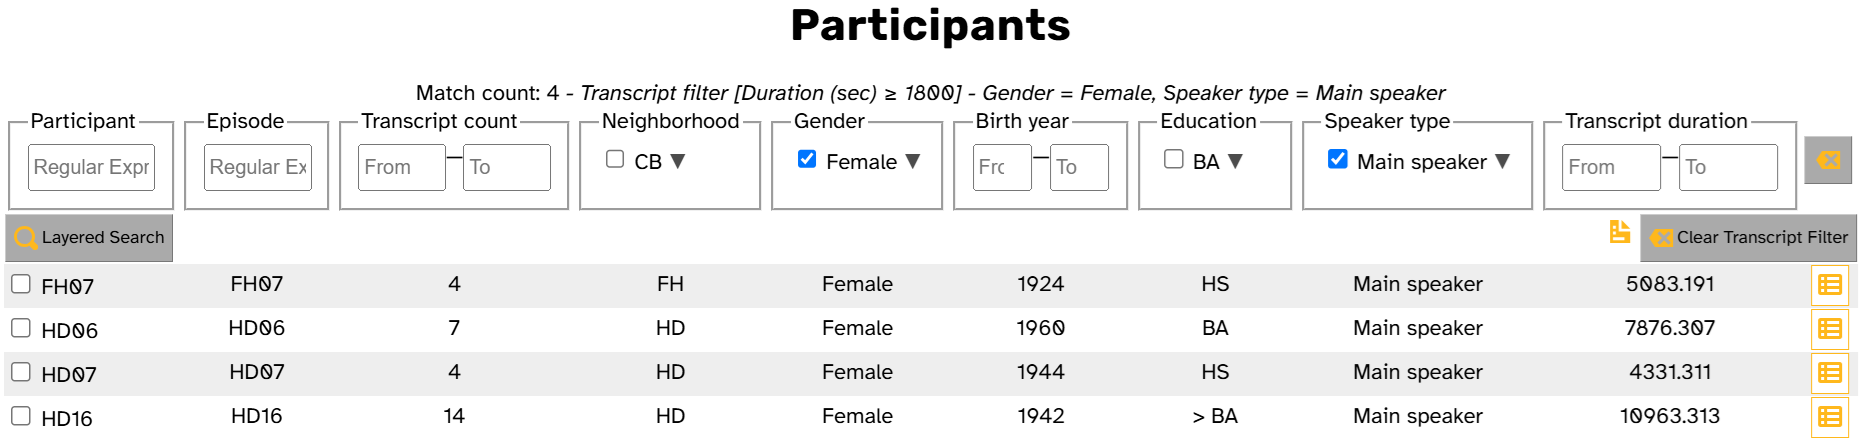 Participants
Match count: 4 - Transcript filter [Duration (sec) ≥ 1800] - Gender = Female, Speaker type = Main speaker
Participant Episode Transcript count Neighborhood Gender Birth year Education Speaker type Transcript duration
Regular Expr Regular Ex From — To CB ▼ Female ▼ Frc — To BA ▼ Main speaker ▼ From — To
Layered Search Clear Transcript Filter
FH07 FH07 4 FH Female 1924 HS Main speaker 5083.191
HD06 HD06 7 HD Female 1960 BA Main speaker 7876.307
HD07 HD07 4 HD Female 1944 HS Main speaker 4331.311
HD16 HD16 14 HD Female 1942 > BA Main speaker 10963.313